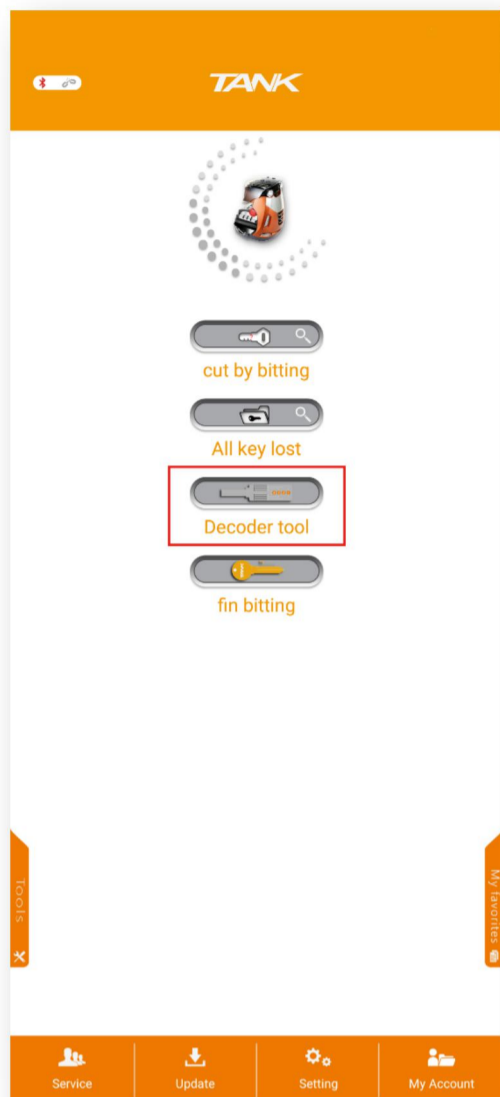 TANK
cut by bitting
All key lost
Decoder tool
fin bitting
Tools
My favorites
Service
Update
Setting
My Account